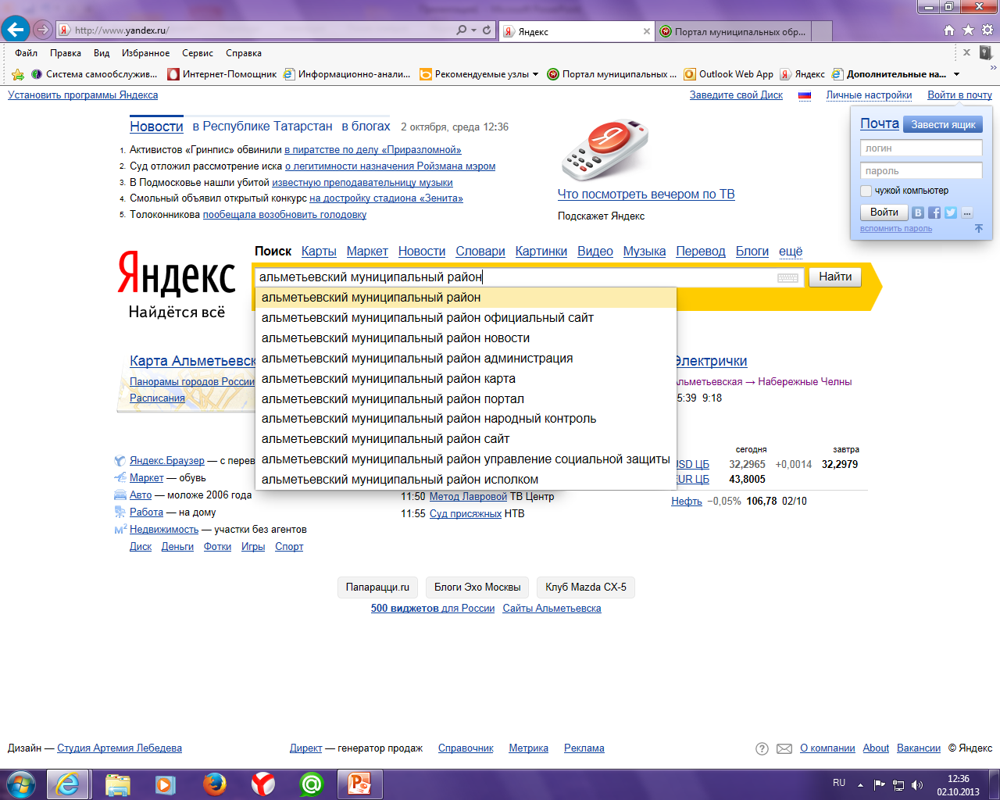 http://www.yandex.ru/
Яндекс
Портал муниципальных обр...
Файл Правка Вид Избранное Сервис Справка
Система самообслужив... Интернет-Помощник Информационно-анали... Рекомендуемые узлы Портал муниципальных ... Outlook Web App Яндекс Дополнительные на...
Установить программы Яндекса
Заведите свой Диск Личные настройки Войти в почту
Новости в Республике Татарстан в блогах 2 октября, среда 12:36
1. Активистов «Гринпис» обвинили в пиратстве по делу «Приразломной»
2. Суд отложил рассмотрение иска о легитимности назначения Ройзмана мэром
3. В Подмосковье нашли убитой известную преподавательницу музыки
4. Смольный объявил открытый конкурс на достройку стадиона «Зенита»
5. Толоконникова пообещала возобновить голодовку
Что посмотреть вечером по ТВ
Подскажет Яндекс
Почта Завести ящик
логин
пароль
чужой компьютер
Войти
вспомнить пароль
Поиск Карты Маркет Новости Словари Картинки Видео Музыка Перевод Блоги ещё
Яндекс
Найдётся всё
альметьевский муниципальный район
Найти
альметьевский муниципальный район
альметьевский муниципальный район официальный сайт
альметьевский муниципальный район новости
альметьевский муниципальный район администрация
альметьевский муниципальный район карта
альметьевский муниципальный район портал
альметьевский муниципальный район народный контроль
альметьевский муниципальный район сайт
альметьевский муниципальный район управление социальной защиты
альметьевский муниципальный район исполком
Карта Альметьевск
Панорамы городов России
Расписания
Электрички
Альметьевская → Набережные Челны
5:39 9:18
Яндекс.Браузер — с перев
Маркет — обувь
Авто — моложе 2006 года
Работа — на дому
Недвижимость — участки без агентов
Диск Деньги Фотки Игры Спорт
11:50 Метод Лавровой ТВ Центр
11:55 Суд присяжных НТВ
сегодня завтра
USD ЦБ 32,2965 +0,0014 32,2979
EUR ЦБ 43,8005
Нефть −0,05% 106,78 02/10
Папарацци.ru Блоги Эхо Москвы Клуб Mazda CX-5
500 виджетов для России Сайты Альметьевска
Дизайн — Студия Артемия Лебедева
Директ — генератор продаж Справочник Метрика Реклама
О компании About Вакансии © Яндекс
RU
12:36
02.10.2013